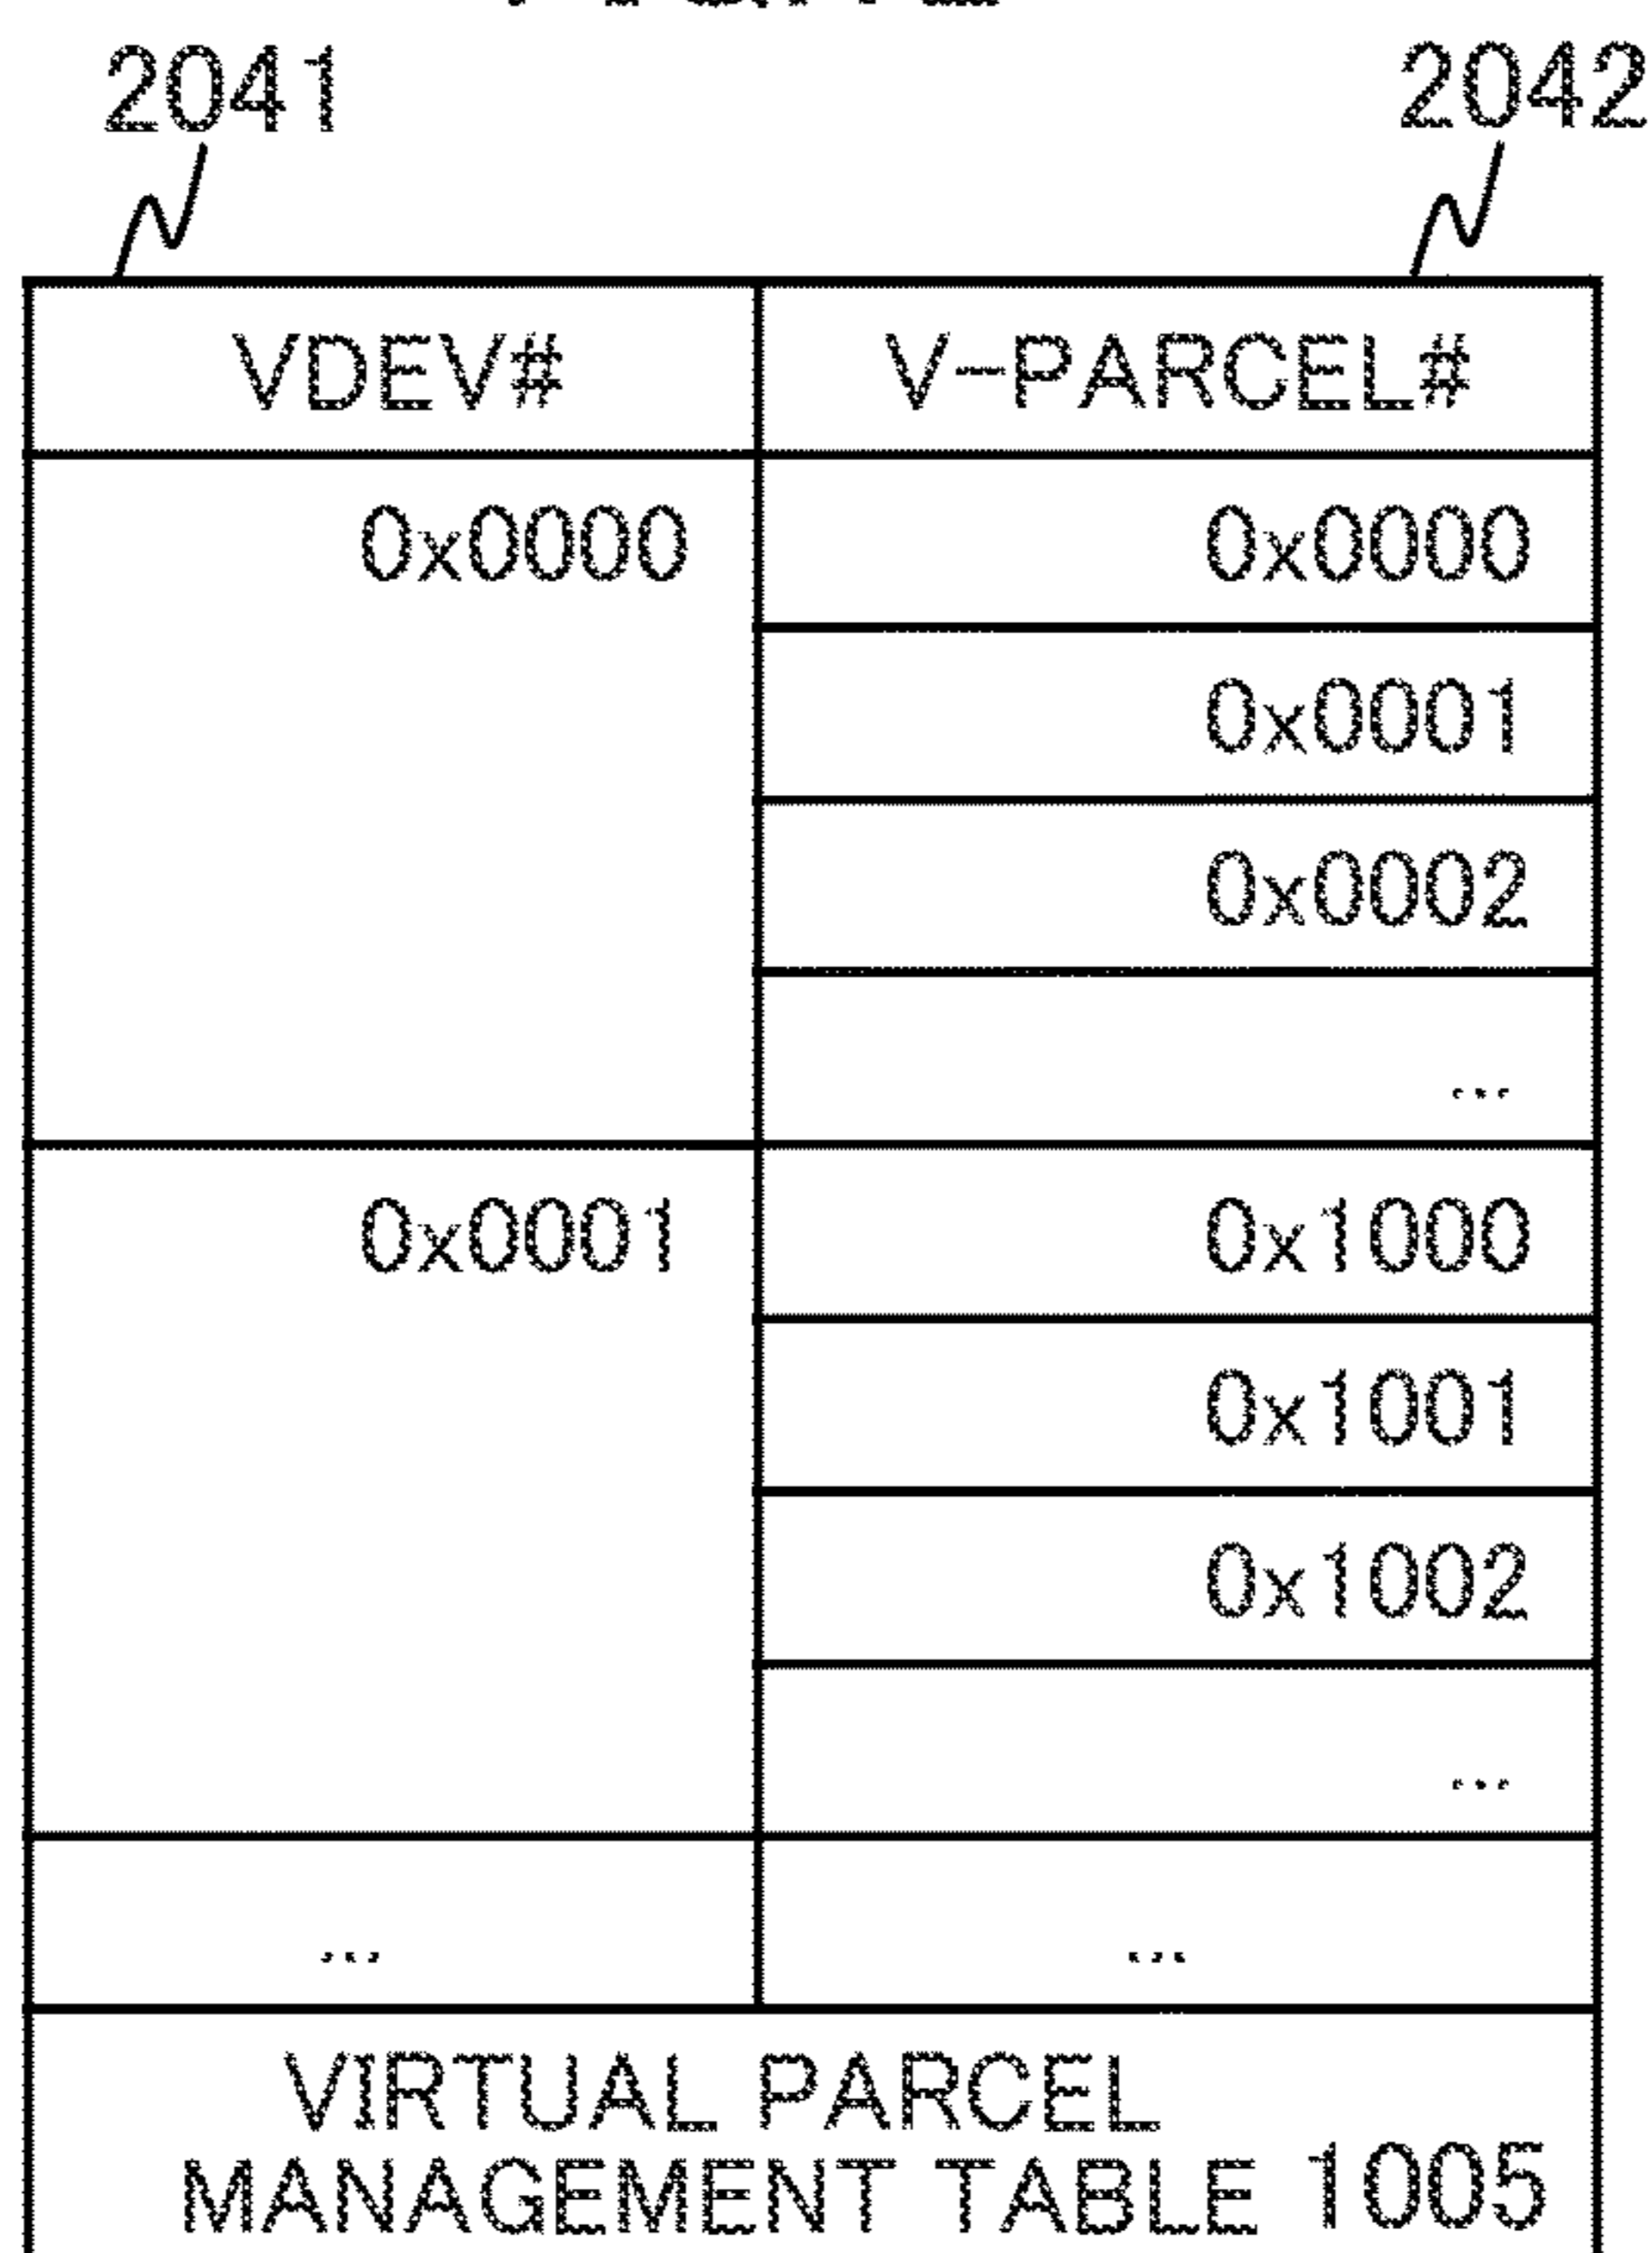 2041 2042
VDEV# V-PARCEL#
0x0000 0x0000
0x0001
0x0002
...
0x0001 0x1000
0x1001
0x1002
...
... ...
VIRTUAL PARCEL
MANAGEMENT TABLE 1005